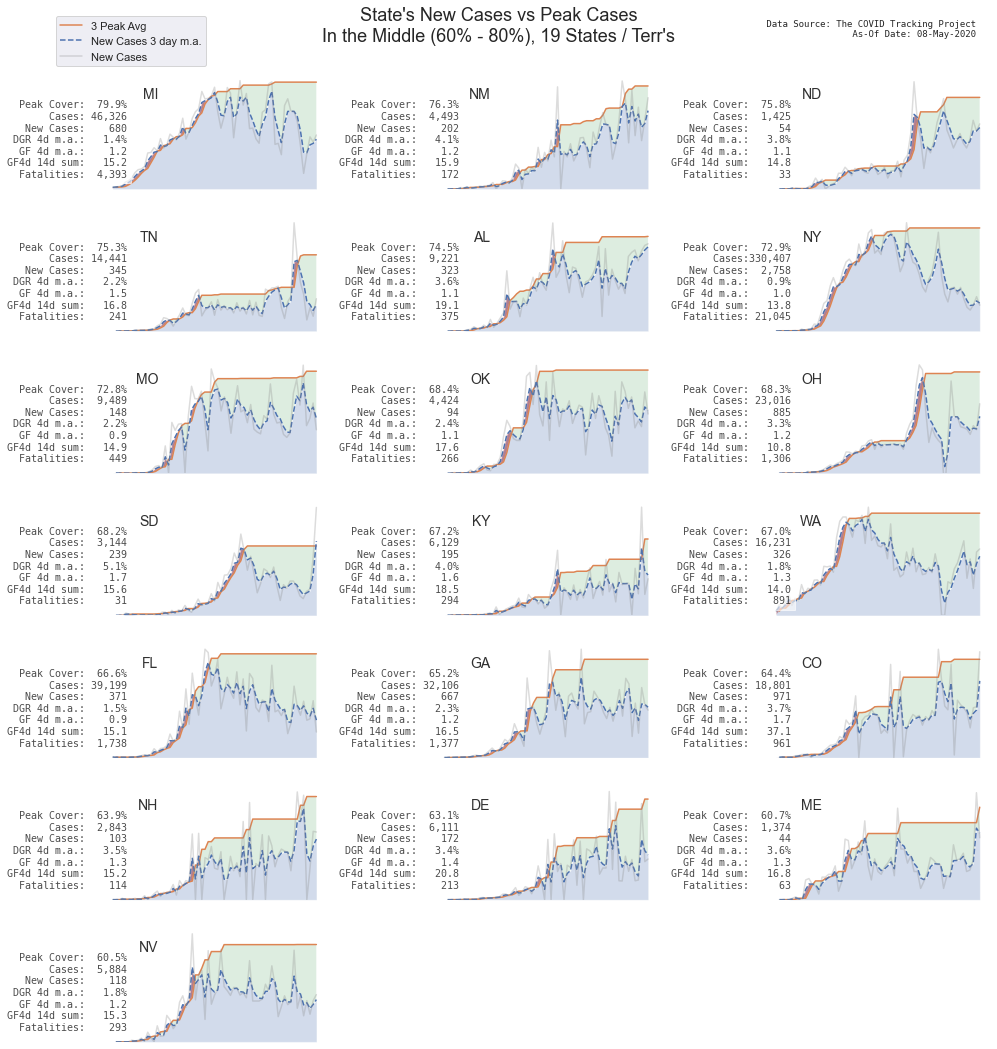 State's New Cases vs Peak Cases
In the Middle (60% - 80%), 19 States / Terr's
3 Peak Avg
New Cases 3 day m.a.
New Cases
Data Source: The COVID Tracking Project
As-Of Date: 08-May-2020
MI
Peak Cover: 79.9%
Cases: 46,326
New Cases: 680
DGR 4d m.a.: 1.4%
GF 4d m.a.: 1.2
GF4d 14d sum: 15.2
Fatalities: 4,393
NM
Peak Cover: 76.3%
Cases: 4,493
New Cases: 202
DGR 4d m.a.: 4.1%
GF 4d m.a.: 1.2
GF4d 14d sum: 15.9
Fatalities: 172
ND
Peak Cover: 75.8%
Cases: 1,425
New Cases: 54
DGR 4d m.a.: 3.8%
GF 4d m.a.: 1.1
GF4d 14d sum: 14.8
Fatalities: 33
TN
Peak Cover: 75.3%
Cases: 14,441
New Cases: 345
DGR 4d m.a.: 2.2%
GF 4d m.a.: 1.5
GF4d 14d sum: 16.8
Fatalities: 241
AL
Peak Cover: 74.5%
Cases: 9,221
New Cases: 323
DGR 4d m.a.: 3.6%
GF 4d m.a.: 1.1
GF4d 14d sum: 19.1
Fatalities: 375
NY
Peak Cover: 72.9%
Cases:330,407
New Cases: 2,758
DGR 4d m.a.: 0.9%
GF 4d m.a.: 1.0
GF4d 14d sum: 13.8
Fatalities: 21,045
MO
Peak Cover: 72.8%
Cases: 9,489
New Cases: 148
DGR 4d m.a.: 2.2%
GF 4d m.a.: 0.9
GF4d 14d sum: 14.9
Fatalities: 449
OK
Peak Cover: 68.4%
Cases: 4,424
New Cases: 94
DGR 4d m.a.: 2.4%
GF 4d m.a.: 1.1
GF4d 14d sum: 17.6
Fatalities: 266
OH
Peak Cover: 68.3%
Cases: 23,016
New Cases: 885
DGR 4d m.a.: 3.3%
GF 4d m.a.: 1.2
GF4d 14d sum: 10.8
Fatalities: 1,306
SD
Peak Cover: 68.2%
Cases: 3,144
New Cases: 239
DGR 4d m.a.: 5.1%
GF 4d m.a.: 1.7
GF4d 14d sum: 15.6
Fatalities: 31
KY
Peak Cover: 67.2%
Cases: 6,129
New Cases: 195
DGR 4d m.a.: 4.0%
GF 4d m.a.: 1.6
GF4d 14d sum: 18.5
Fatalities: 294
WA
Peak Cover: 67.0%
Cases: 16,231
New Cases: 326
DGR 4d m.a.: 1.8%
GF 4d m.a.: 1.3
GF4d 14d sum: 14.0
Fatalities: 891
FL
Peak Cover: 66.6%
Cases: 39,199
New Cases: 371
DGR 4d m.a.: 1.5%
GF 4d m.a.: 0.9
GF4d 14d sum: 15.1
Fatalities: 1,738
GA
Peak Cover: 65.2%
Cases: 32,106
New Cases: 667
DGR 4d m.a.: 2.3%
GF 4d m.a.: 1.2
GF4d 14d sum: 16.5
Fatalities: 1,377
CO
Peak Cover: 64.4%
Cases: 18,801
New Cases: 971
DGR 4d m.a.: 3.7%
GF 4d m.a.: 1.7
GF4d 14d sum: 37.1
Fatalities: 961
NH
Peak Cover: 63.9%
Cases: 2,843
New Cases: 103
DGR 4d m.a.: 3.5%
GF 4d m.a.: 1.3
GF4d 14d sum: 15.2
Fatalities: 114
DE
Peak Cover: 63.1%
Cases: 6,111
New Cases: 172
DGR 4d m.a.: 3.4%
GF 4d m.a.: 1.4
GF4d 14d sum: 20.8
Fatalities: 213
ME
Peak Cover: 60.7%
Cases: 1,374
New Cases: 44
DGR 4d m.a.: 3.6%
GF 4d m.a.: 1.3
GF4d 14d sum: 16.8
Fatalities: 63
NV
Peak Cover: 60.5%
Cases: 5,884
New Cases: 118
DGR 4d m.a.: 1.8%
GF 4d m.a.: 1.2
GF4d 14d sum: 15.3
Fatalities: 293